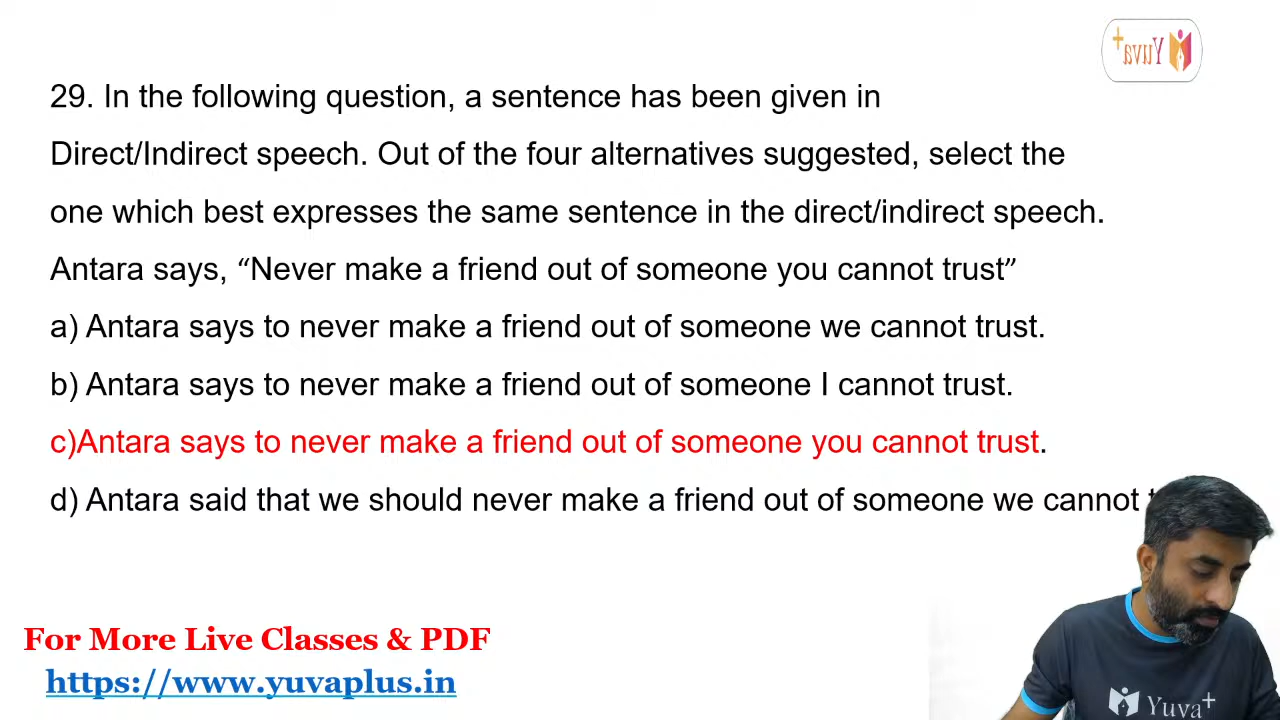 Yuva+
29. In the following question, a sentence has been given in
Direct/Indirect speech. Out of the four alternatives suggested, select the
one which best expresses the same sentence in the direct/indirect speech.
Antara says, “Never make a friend out of someone you cannot trust”
a) Antara says to never make a friend out of someone we cannot trust.
b) Antara says to never make a friend out of someone I cannot trust.
c)Antara says to never make a friend out of someone you cannot trust.
d) Antara said that we should never make a friend out of someone we cannot
For More Live Classes & PDF
https://www.yuvaplus.in
Yuva+